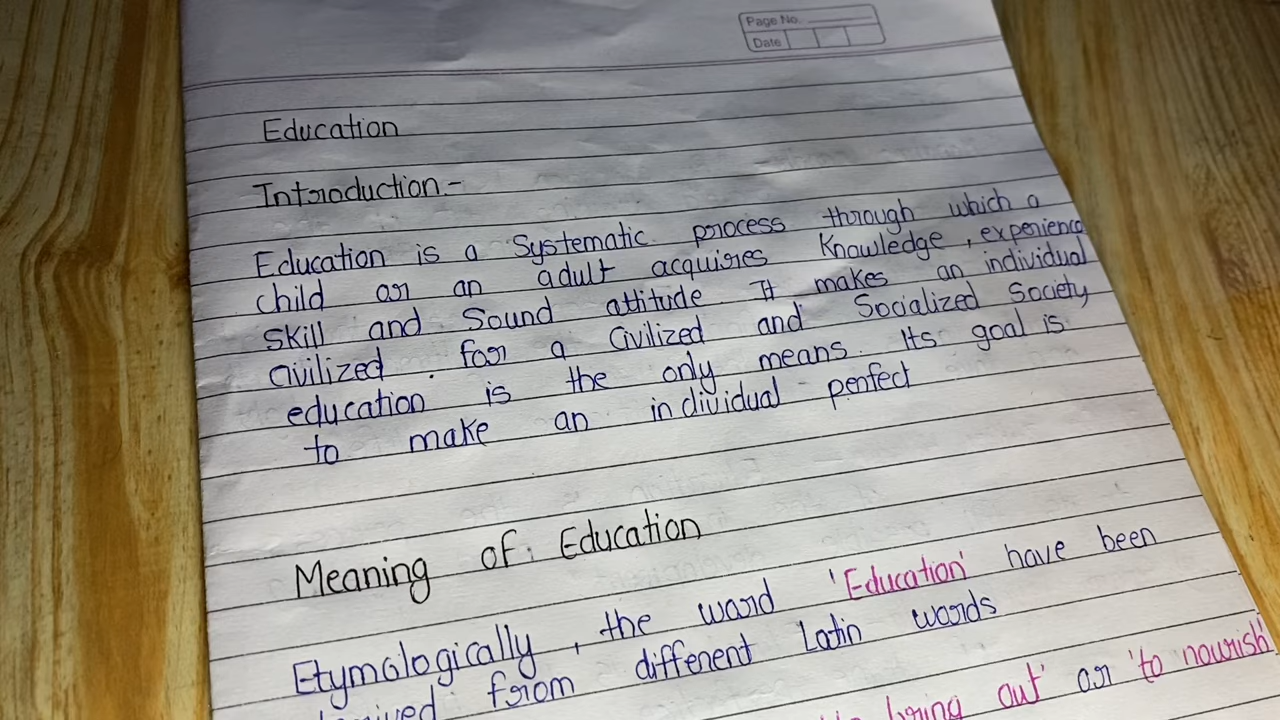 Page No.
Date
Education
Introduction:-
Education is a Systematic process through which a
child or an adult acquires Knowledge, experience
skill and Sound attitude. It makes an individual
civilized. for a Civilized and Socialized Society
education is the only means. Its goal is
to make an individual perfect
Meaning of Education
Etymologically, the word 'Education' have been
from different Latin words
bring out' or 'to nourish